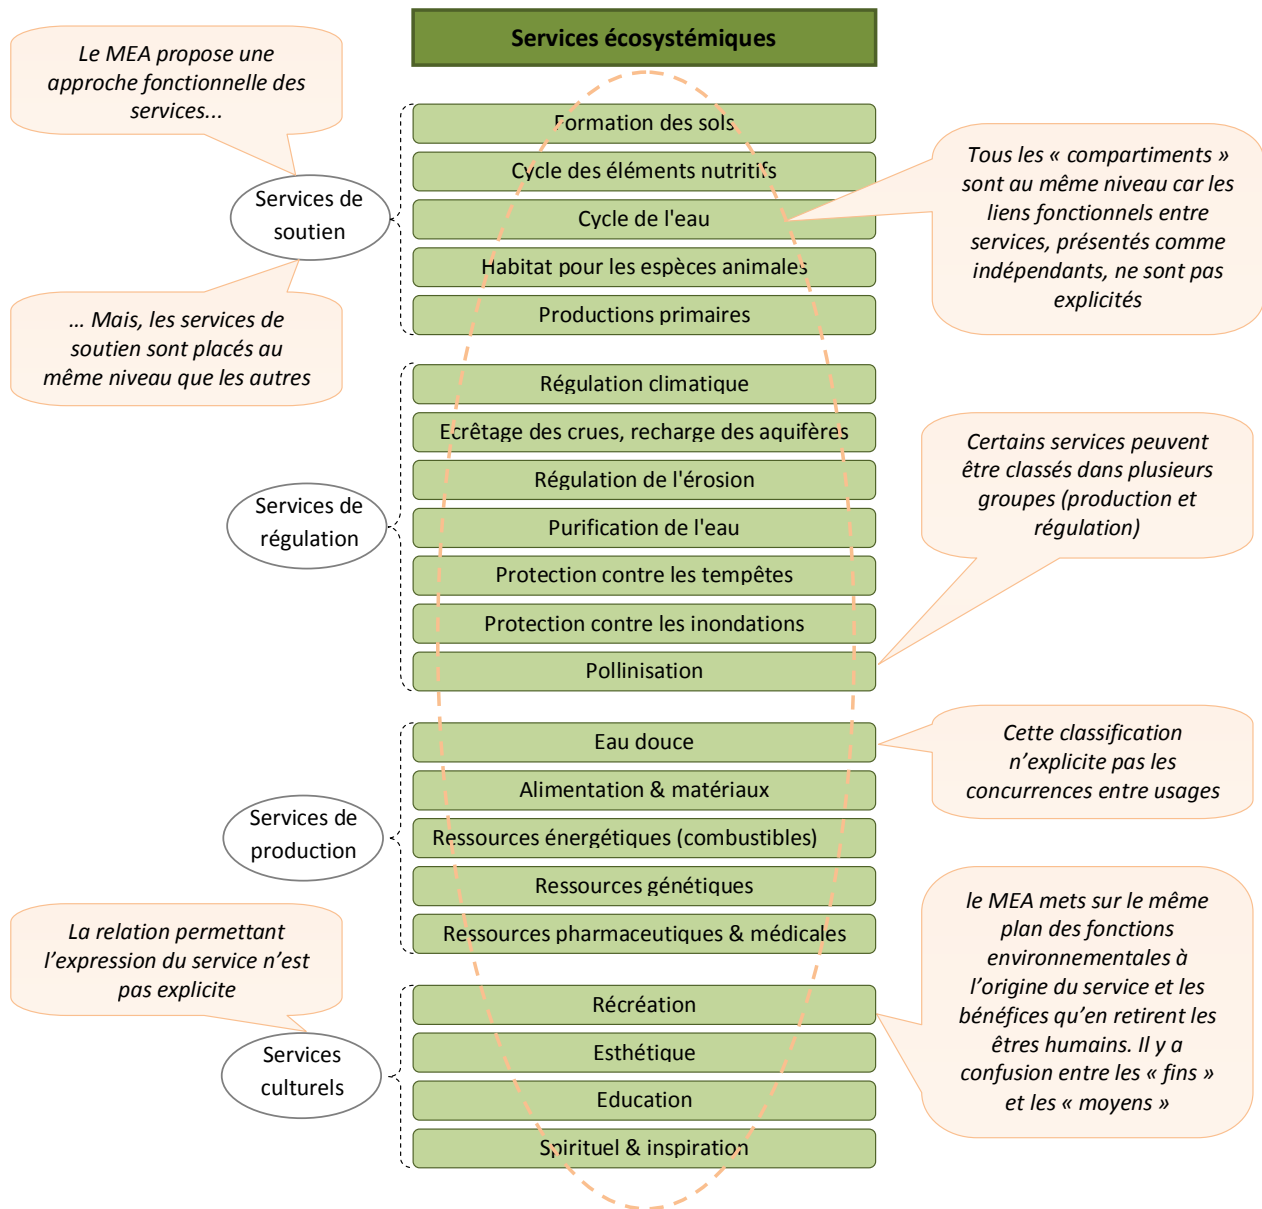 Services écosystémiques
Le MEA propose une
approche fonctionnelle des
services...
Services de
soutien
… Mais, les services de
soutien sont placés au
même niveau que les autres
Formation des sols
Cycle des éléments nutritifs
Cycle de l'eau
Habitat pour les espèces animales
Productions primaires
Tous les « compartiments »
sont au même niveau car les
liens fonctionnels entre
services, présentés comme
indépendants, ne sont pas
explicités
Services de
régulation
Régulation climatique
Ecrêtage des crues, recharge des aquifères
Régulation de l'érosion
Purification de l'eau
Protection contre les tempêtes
Protection contre les inondations
Pollinisation
Certains services peuvent
être classés dans plusieurs
groupes (production et
régulation)
Services de
production
Eau douce
Alimentation & matériaux
Ressources énergétiques (combustibles)
Ressources génétiques
Ressources pharmaceutiques & médicales
Cette classification
n’explicite pas les
concurrences entre usages
La relation permettant
l’expression du service n’est
pas explicite
Services
culturels
Récréation
Esthétique
Education
Spirituel & inspiration
le MEA mets sur le même
plan des fonctions
environnementales à
l’origine du service et les
bénéfices qu’en retirent les
êtres humains. Il y a
confusion entre les « fins »
et les « moyens »